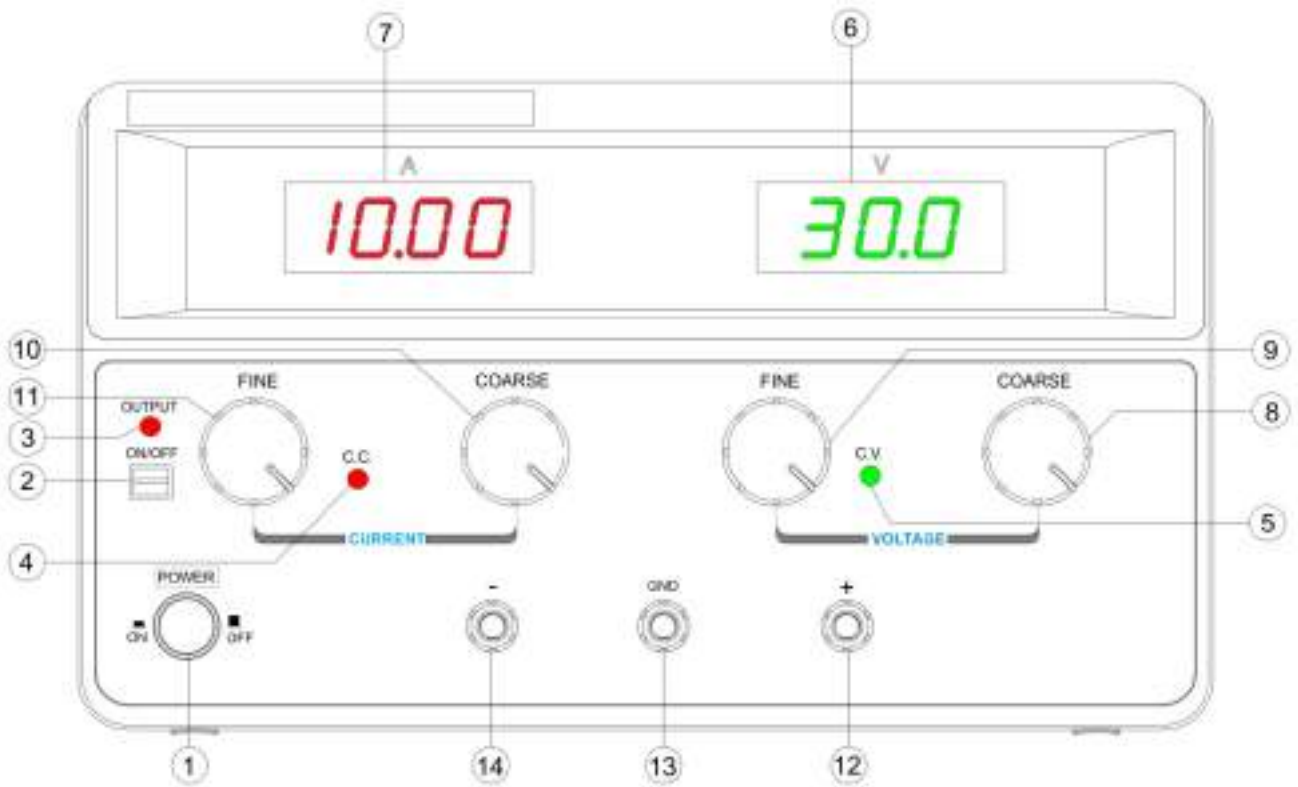 7 6
A V
10.00 30.0
10 9
FINE COARSE FINE COARSE
11 8
OUTPUT
3
ON/OFF C.C. C.V.
2
5
CURRENT VOLTAGE
4
POWER - GND +
ON OFF
1 14 13 12